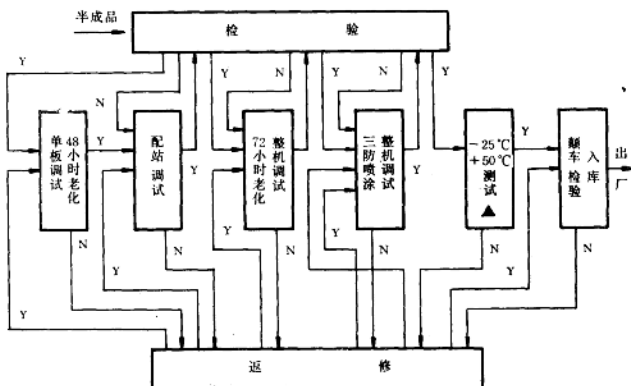 半成品
检 验
Y
N
Y
N
Y
N
Y
单板调试
48小时老化
Y
配站调试
Y
72小时老化
整机调试
Y
三防喷涂
整机调试
Y
－25℃
＋50℃
测试
▲
Y
颠车检验
入库
出厂
N
Y
N
Y
N
Y
N
Y
N
Y
N
Y
返 修